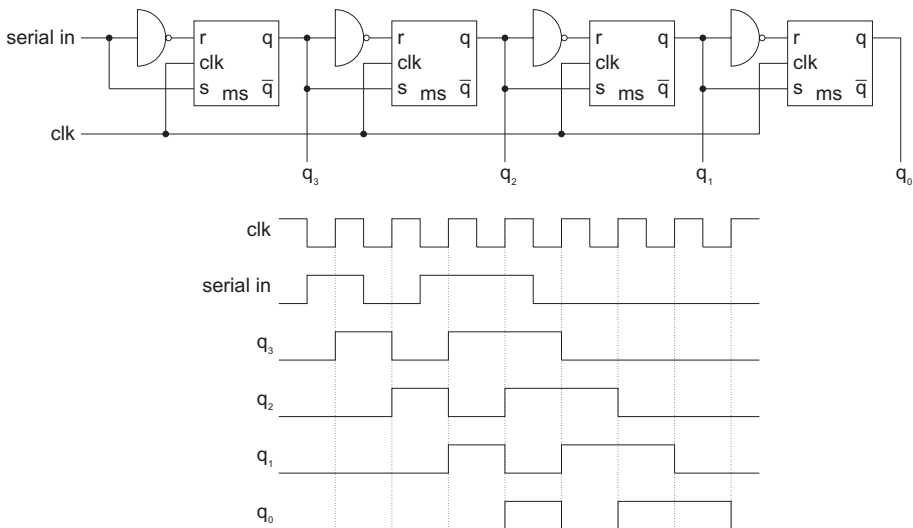 serial in
r q r q r q r q
clk clk clk clk
s ms q̅ s ms q̅ s ms q̅ s ms q̅
clk
q₃ q₂ q₁ q₀
clk
serial in
q₃
q₂
q₁
q₀